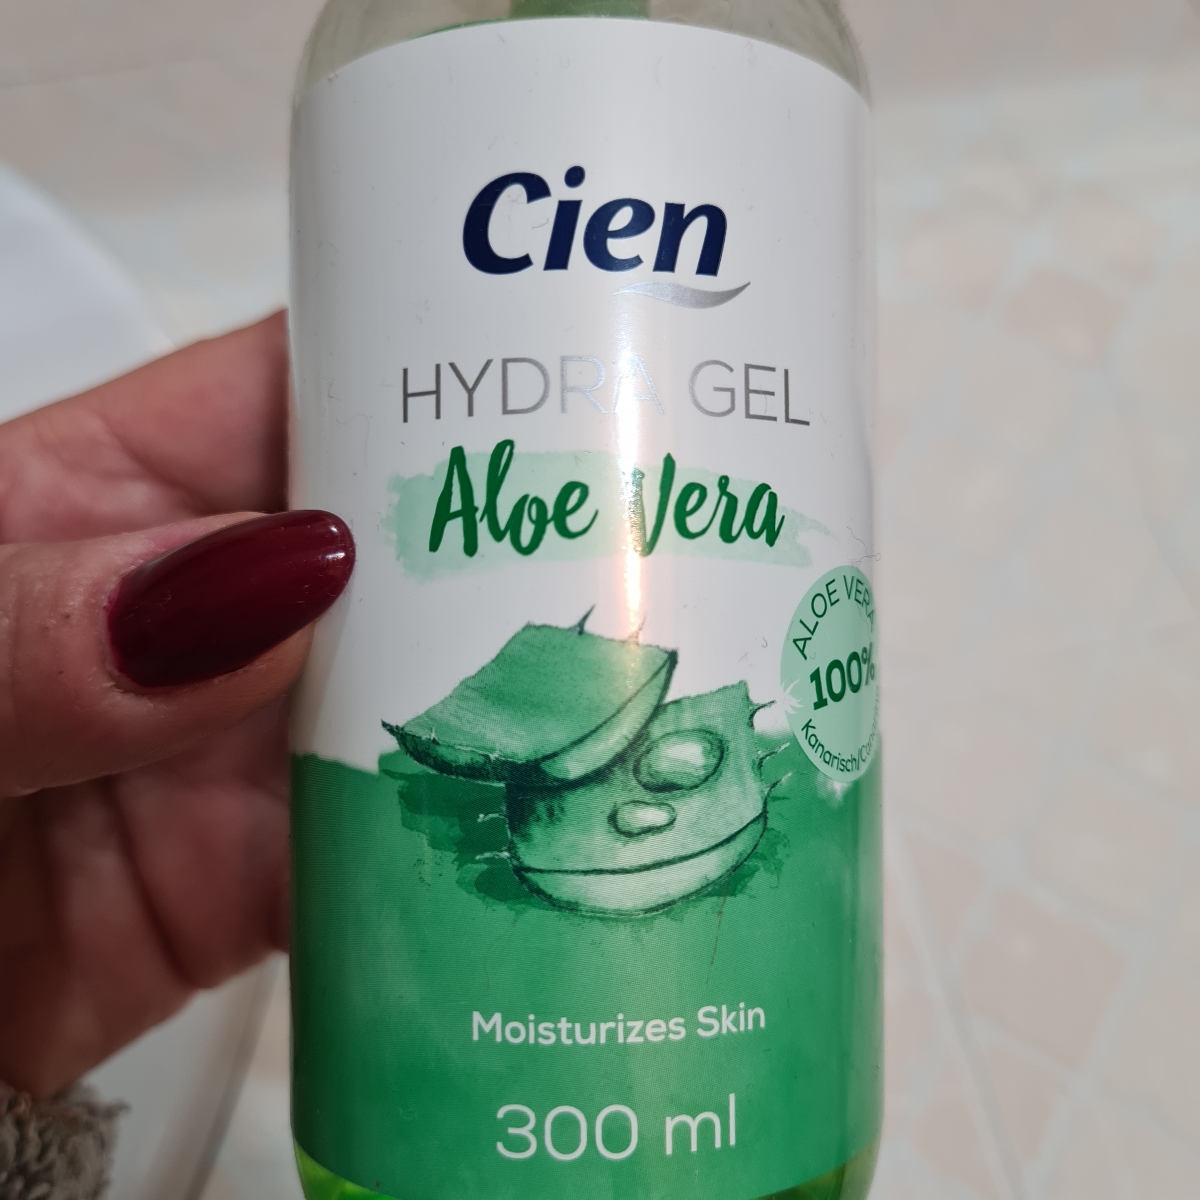 Cien
HYDRA GEL
Aloe Vera
ALOE VERA
100%
Moisturizes Skin
300 ml